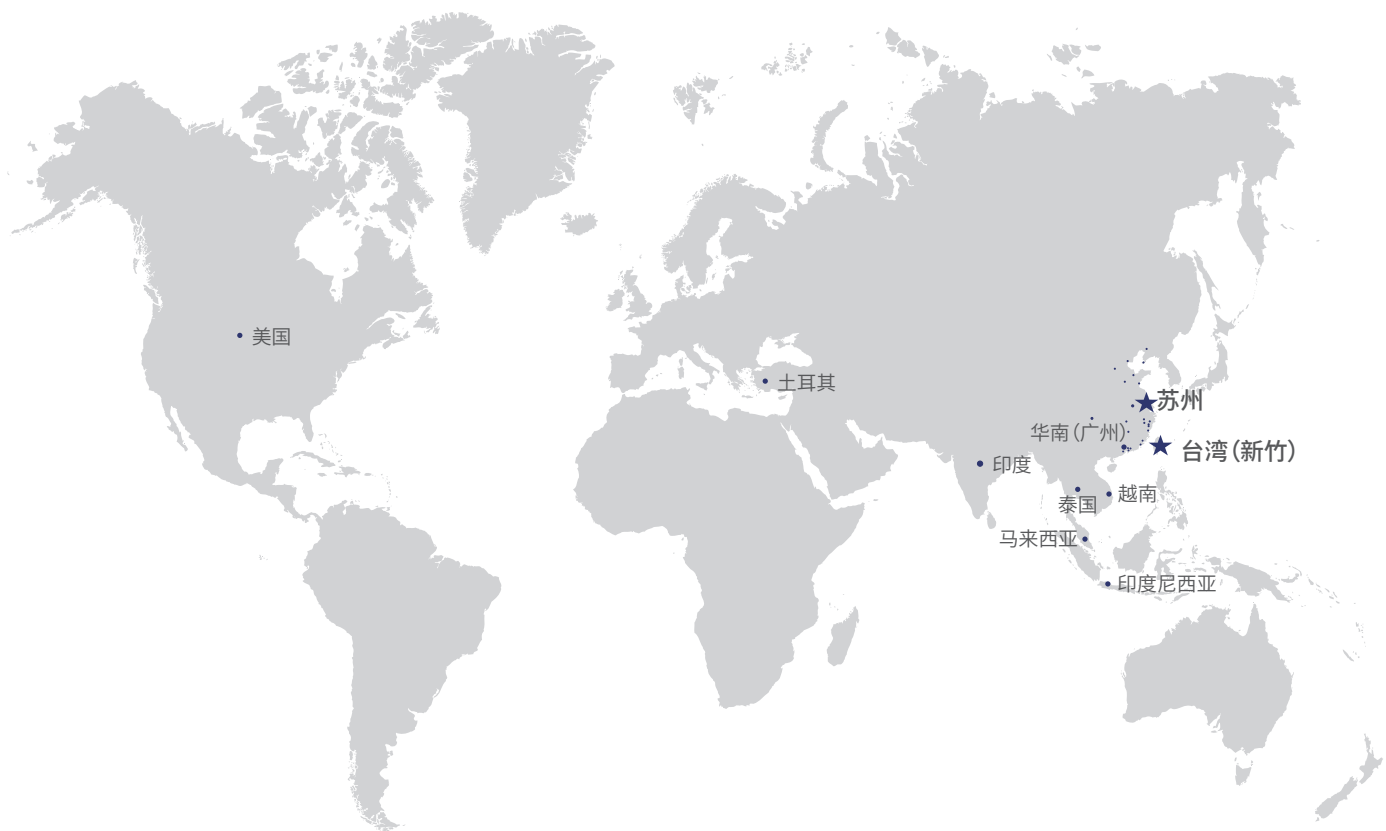 美国
土耳其
苏州
华南(广州)
台湾(新竹)
印度
越南
泰国
马来西亚
印度尼西亚